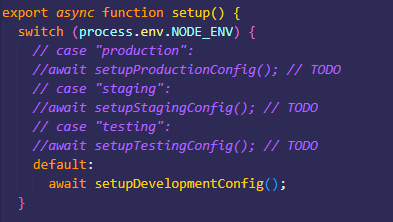 export async function setup() {
switch (process.env.NODE_ENV) {
// case "production":
//await setupProductionConfig(); // TODO
// case "staging":
//await setupStagingConfig(); // TODO
// case "testing":
//await setupTestingConfig(); // TODO
default:
await setupDevelopmentConfig();
}